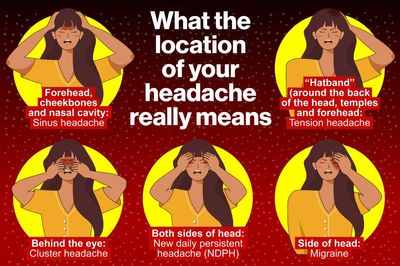 What the
location
of your
headache
really means
Forehead,
cheekbones
and nasal cavity:
Sinus headache
“Hatband”
(around the back
of the head, temples
and forehead:
Tension headache
Behind the eye:
Cluster headache
Both sides of head:
New daily persistent
headache (NDPH)
Side of head:
Migraine